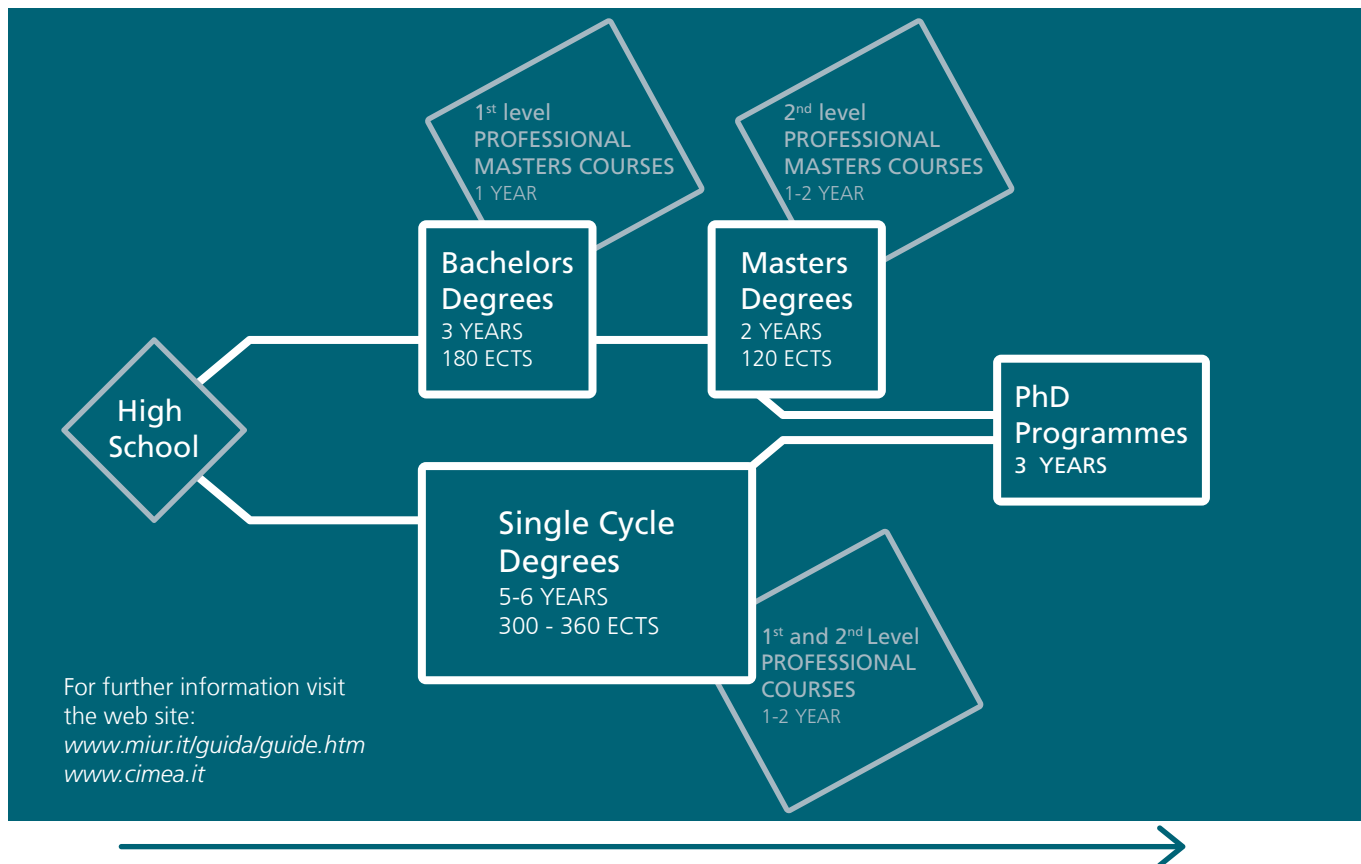 1st level
PROFESSIONAL
MASTERS COURSES
1 YEAR
2nd level
PROFESSIONAL
MASTERS COURSES
1-2 YEAR
Bachelors
Degrees
3 YEARS
180 ECTS
Masters
Degrees
2 YEARS
120 ECTS
High
School
PhD
Programmes
3 YEARS
Single Cycle
Degrees
5-6 YEARS
300 - 360 ECTS
1st and 2nd Level
PROFESSIONAL
COURSES
1-2 YEAR
For further information visit
the web site:
www.miur.it/guida/guide.htm
www.cimea.it